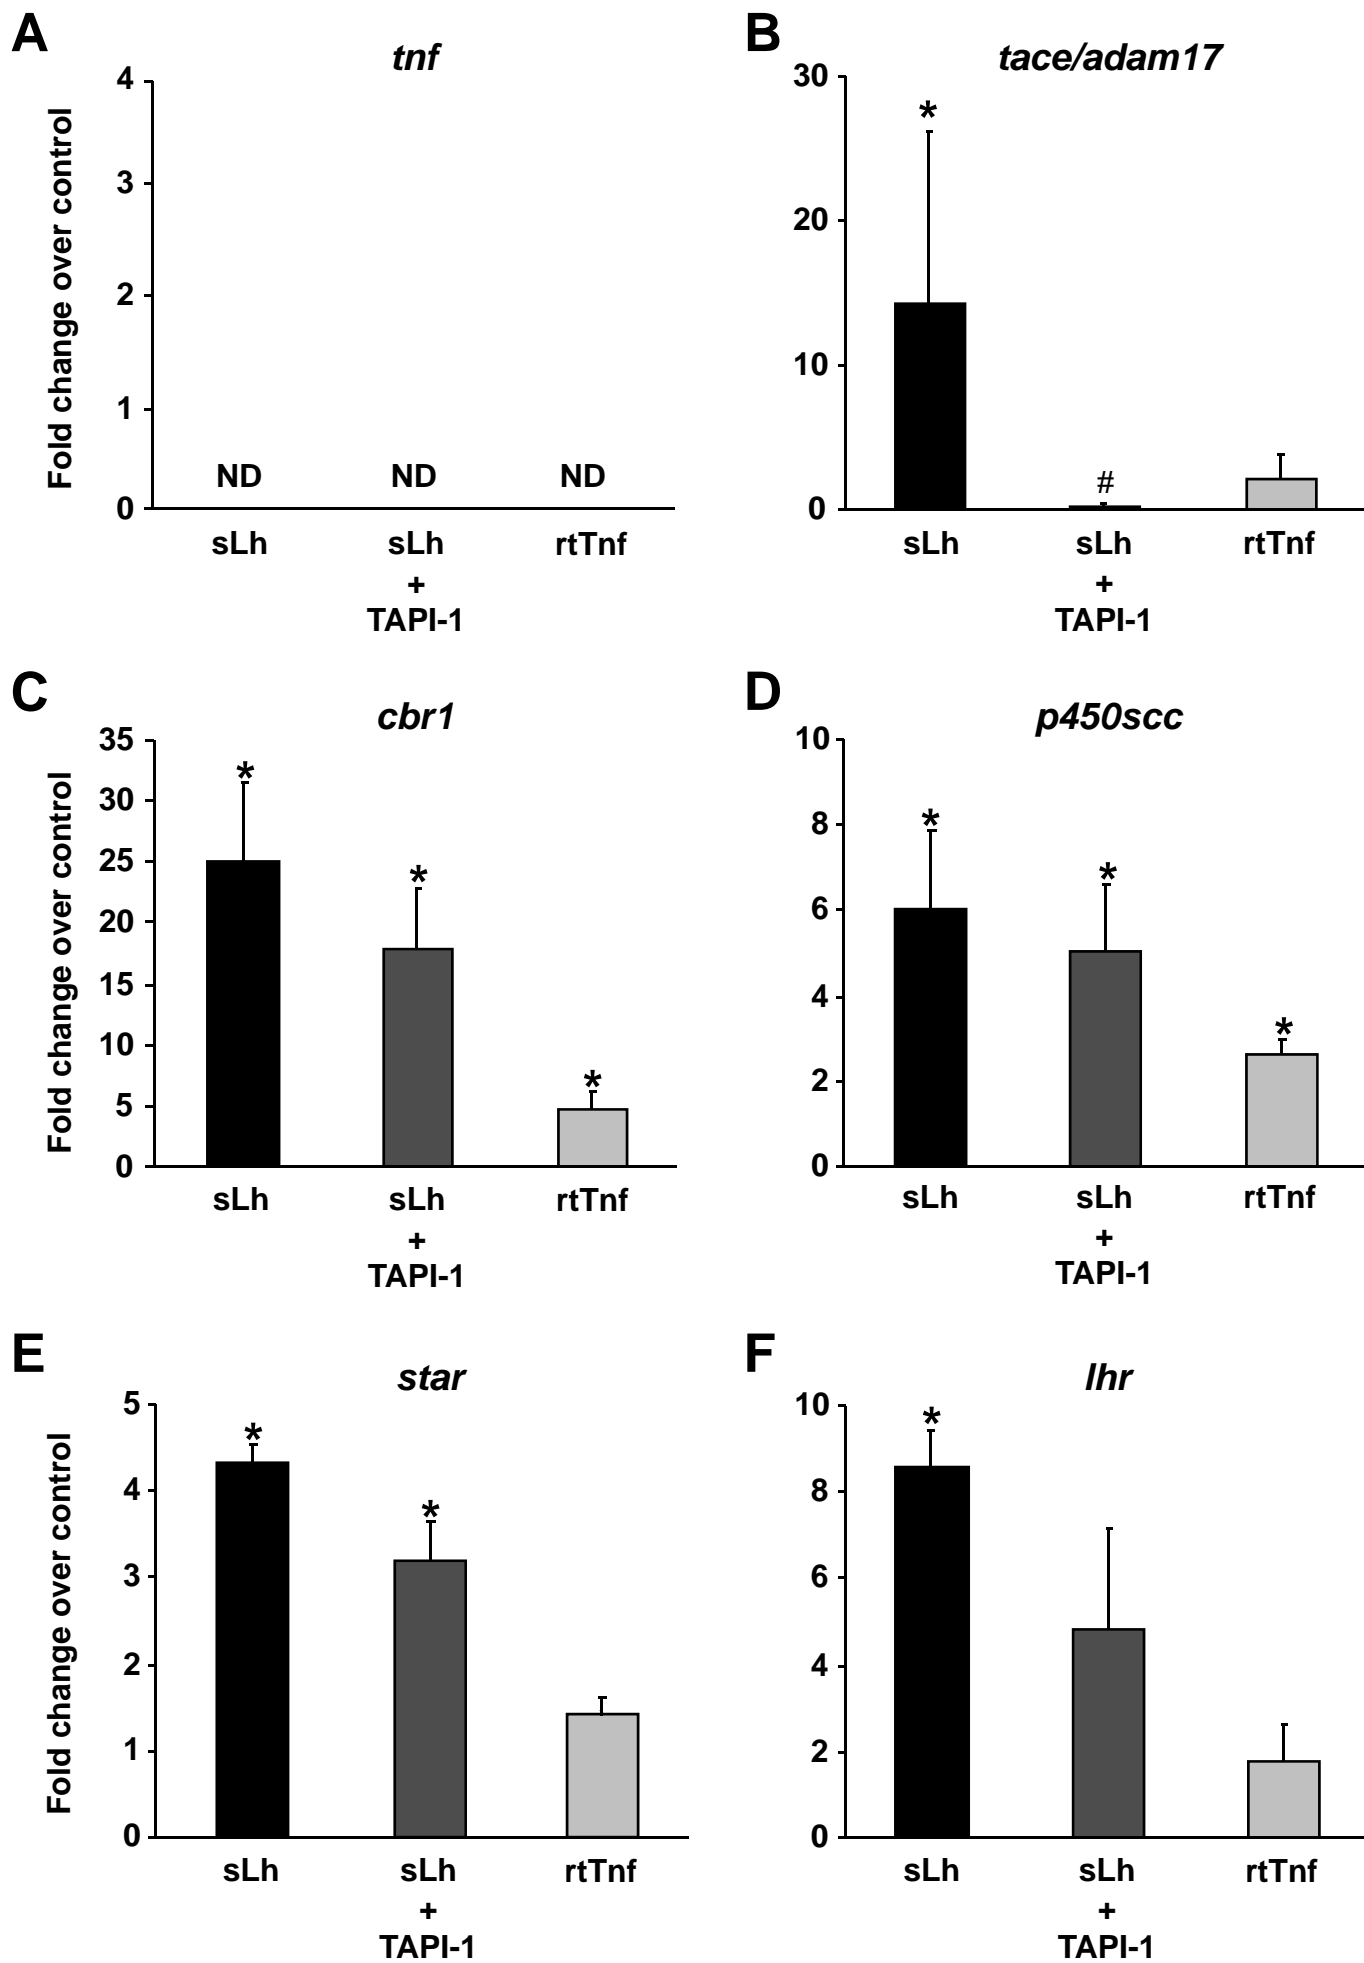 A
tnf
Fold change over control
4
3
2
1
0
ND ND ND
sLh sLh rtTnf
+
TAPI-1
B
tace/adam17
30
20
10
0
*
#
sLh sLh rtTnf
+
TAPI-1
C
cbr1
Fold change over control
35
30
25
20
15
10
5
0
*
*
*
sLh sLh rtTnf
+
TAPI-1
D
p450scc
10
8
6
4
2
0
*
*
*
sLh sLh rtTnf
+
TAPI-1
E
star
Fold change over control
5
4
3
2
1
0
*
*
sLh sLh rtTnf
+
TAPI-1
F
lhr
10
8
6
4
2
0
*
sLh sLh rtTnf
+
TAPI-1